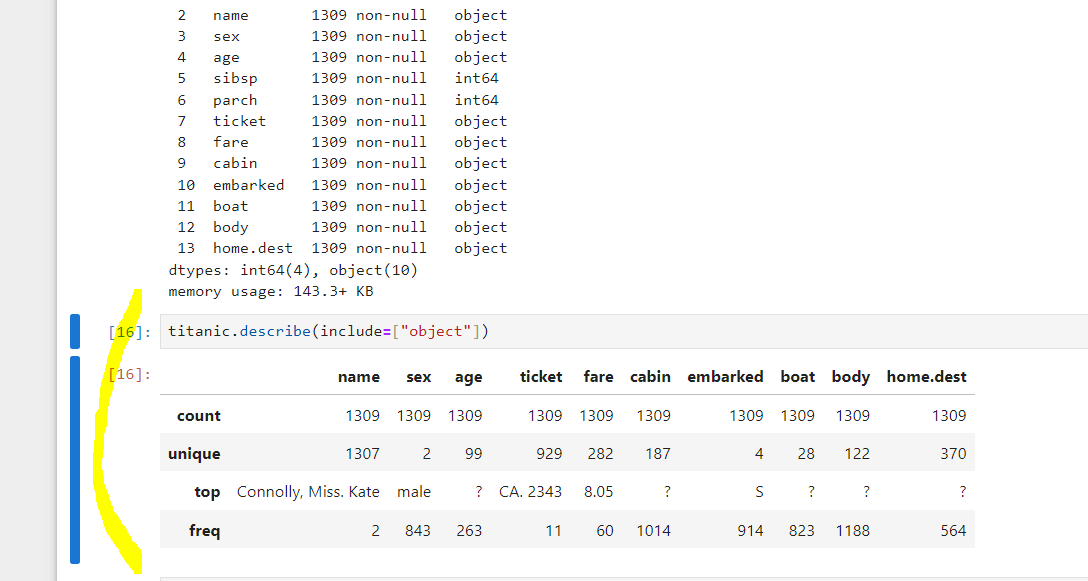 2 name 1309 non-null object
3 sex 1309 non-null object
4 age 1309 non-null object
5 sibsp 1309 non-null int64
6 parch 1309 non-null int64
7 ticket 1309 non-null object
8 fare 1309 non-null object
9 cabin 1309 non-null object
10 embarked 1309 non-null object
11 boat 1309 non-null object
12 body 1309 non-null object
13 home.dest 1309 non-null object
dtypes: int64(4), object(10)
memory usage: 143.3+ KB
[16]: titanic.describe(include=["object"])
[16]: name sex age ticket fare cabin embarked boat body home.dest
count 1309 1309 1309 1309 1309 1309 1309 1309 1309 1309
unique 1307 2 99 929 282 187 4 28 122 370
top Connolly, Miss. Kate male ? CA. 2343 8.05 ? S ? ? ?
freq 2 843 263 11 60 1014 914 823 1188 564